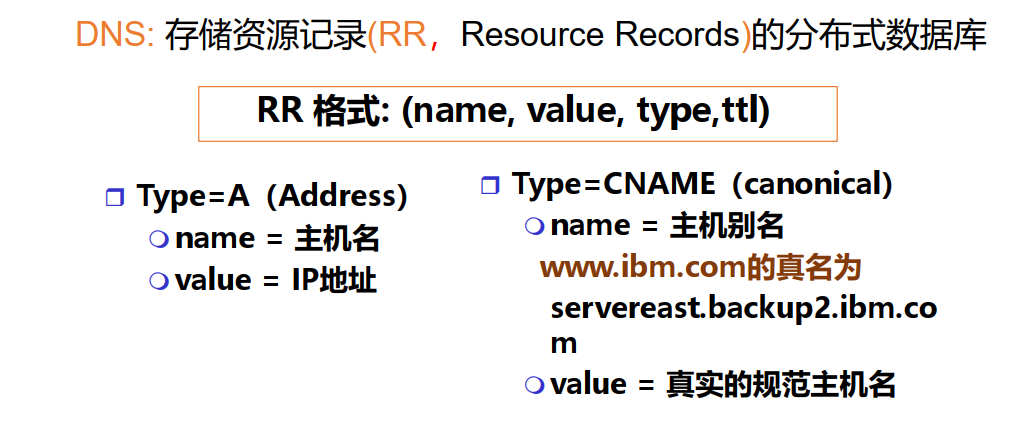 DNS: 存储资源记录(RR，Resource Records)的分布式数据库
RR 格式: (name, value, type,ttl)
Type=A（Address）
name = 主机名
value = IP地址
Type=CNAME（canonical）
name = 主机别名
www.ibm.com的真名为
servereast.backup2.ibm.co
m
value = 真实的规范主机名